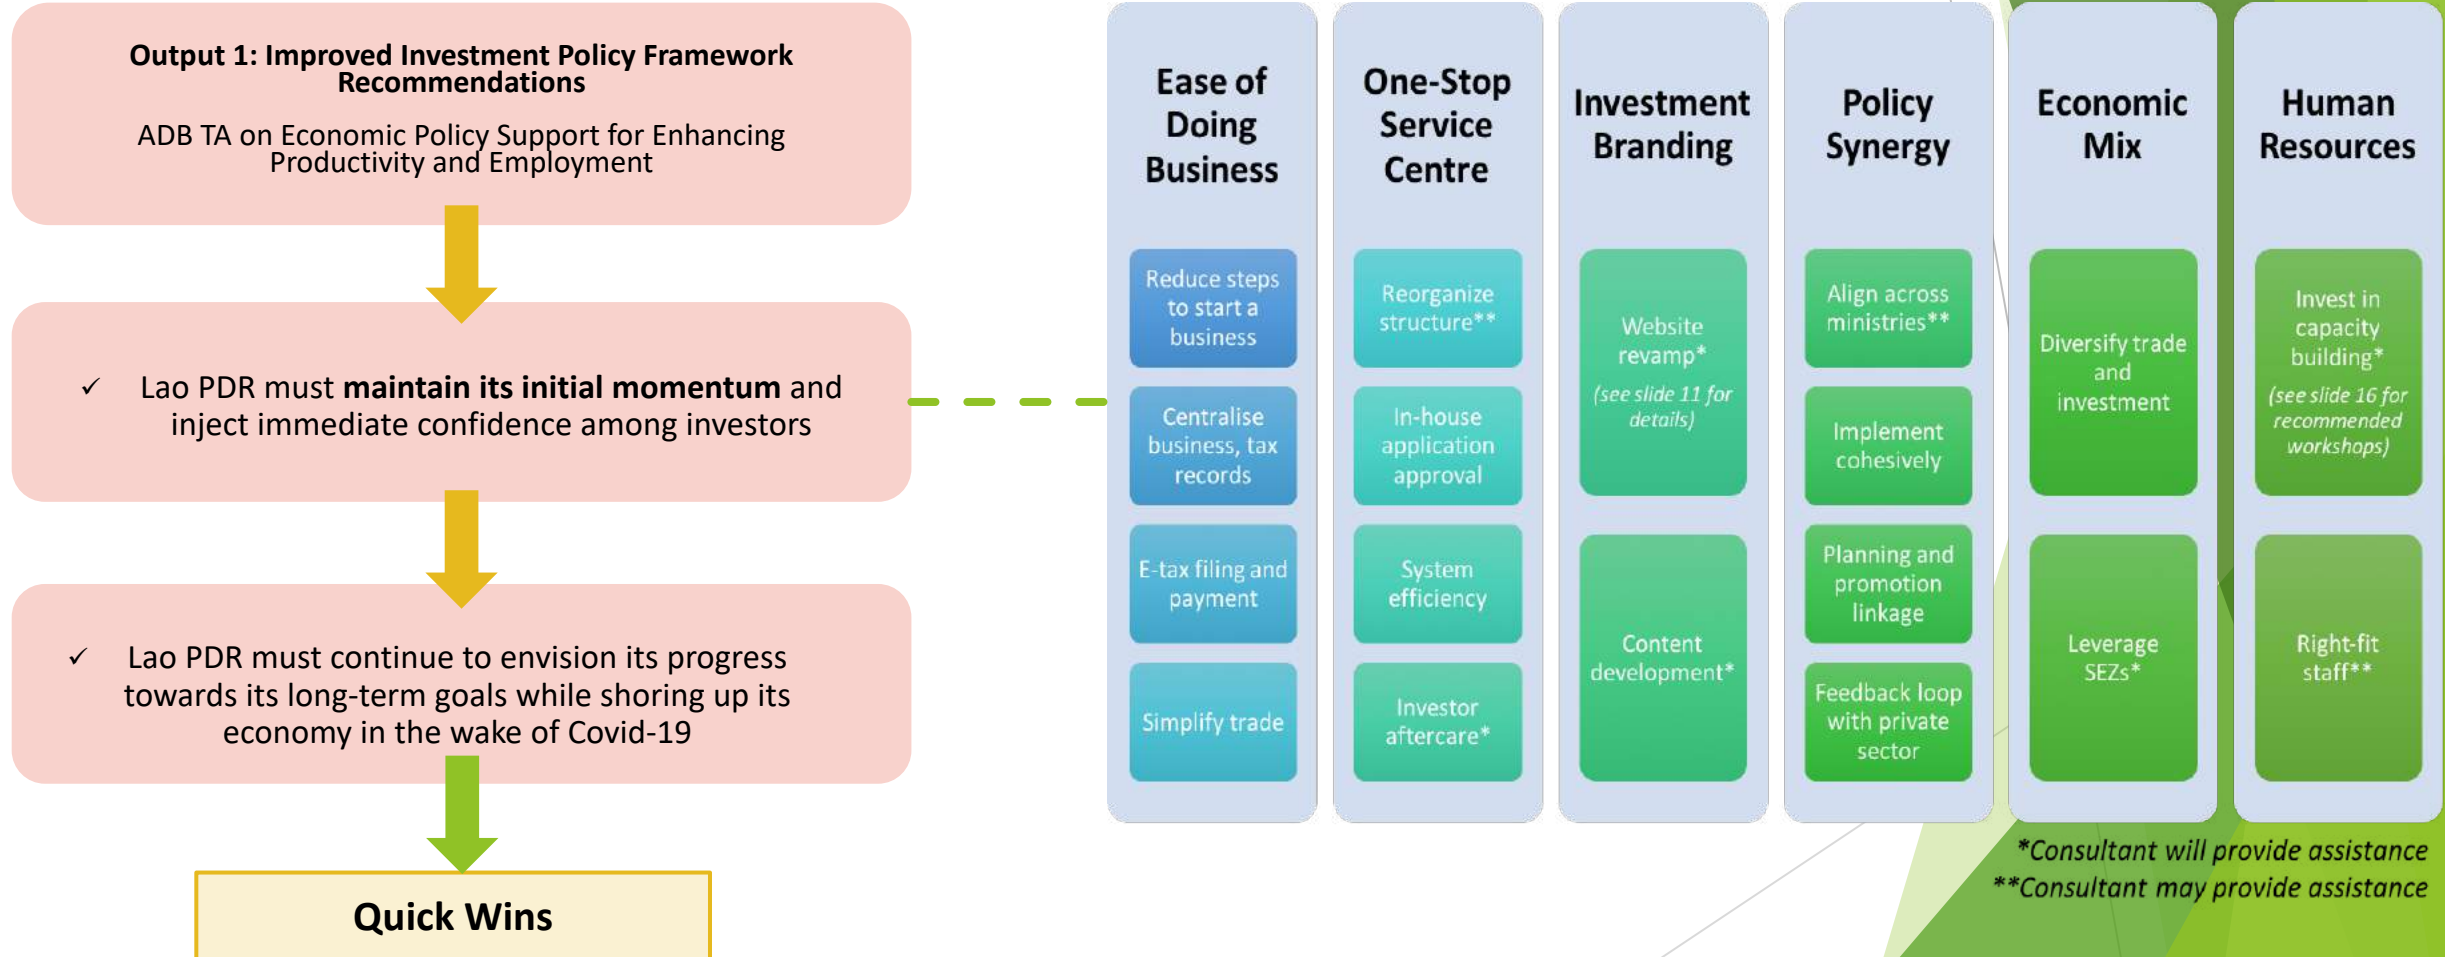 Output 1: Improved Investment Policy Framework
Recommendations
ADB TA on Economic Policy Support for Enhancing
Productivity and Employment
✓ Lao PDR must maintain its initial momentum and
inject immediate confidence among investors
✓ Lao PDR must continue to envision its progress
towards its long-term goals while shoring up its
economy in the wake of Covid-19
Quick Wins
Ease of
Doing
Business
Reduce steps
to start a
business
Centralise
business, tax
records
E-tax filing and
payment
Simplify trade
One-Stop
Service
Centre
Reorganize
structure**
In-house
application
approval
System
efficiency
Investor
aftercare*
Investment
Branding
Website
revamp*
(see slide 11 for
details)
Content
development*
Policy
Synergy
Align across
ministries**
Implement
cohesively
Planning and
promotion
linkage
Feedback loop
with private
sector
Economic
Mix
Diversify trade
and
investment
Leverage
SEZs*
Human
Resources
Invest in
capacity
building*
(see slide 16 for
recommended
workshops)
Right-fit
staff**
*Consultant will provide assistance
**Consultant may provide assistance